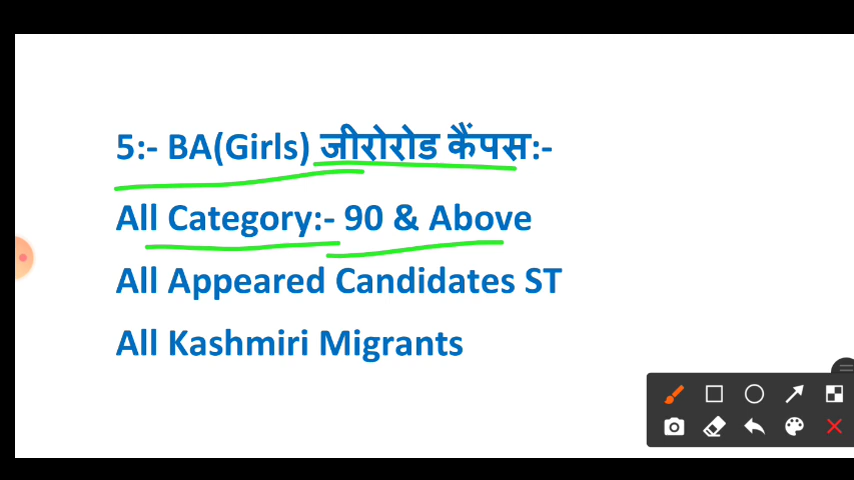 5:- BA(Girls) जीरोरोड कैंपस:-
All Category:- 90 & Above
All Appeared Candidates ST
All Kashmiri Migrants